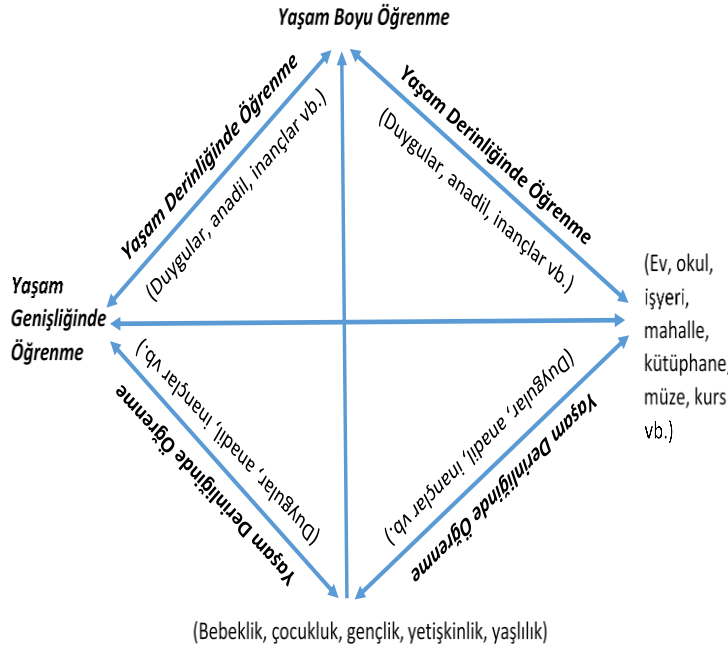 Yaşam Boyu Öğrenme
Yaşam Derinliğinde Öğrenme
(Duygular, anadil, inançlar vb.)
Yaşam Derinliğinde Öğrenme
(Duygular, anadil, inançlar vb.)
Yaşam
Genişliğinde
Öğrenme
(Ev, okul,
işyeri,
mahalle,
kütüphane,
müze, kurs
vb.)
(Duygular, anadil, inançlar vb.)
Yaşam Derinliğinde Öğrenme
(Duygular, anadil, inançlar vb.)
Yaşam Derinliğinde Öğrenme
(Bebeklik, çocukluk, gençlik, yetişkinlik, yaşlılık)